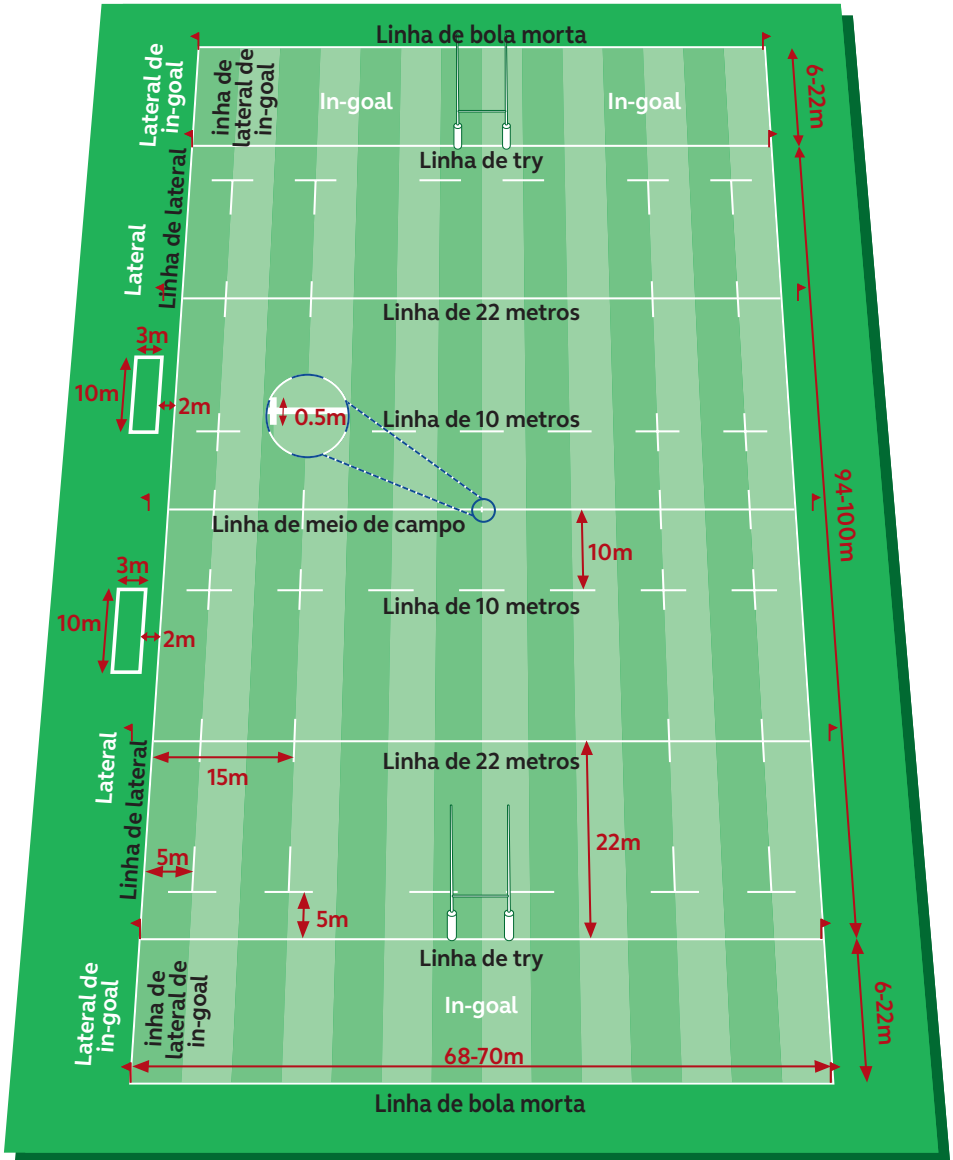 Linha de bola morta
Lateral de
in-goal
inha de
lateral de
in-goal
In-goal
In-goal
6-22m
Linha de try
Linha de lateral
Lateral
Linha de 22 metros
3m
10m
2m
0.5m
Linha de 10 metros
94-100m
Linha de meio de campo
10m
3m
10m
2m
Linha de 10 metros
Lateral
Linha de lateral
15m
Linha de 22 metros
22m
5m
5m
Linha de try
Lateral de
in-goal
inha de
lateral de
in-goal
In-goal
6-22m
68-70m
Linha de bola morta